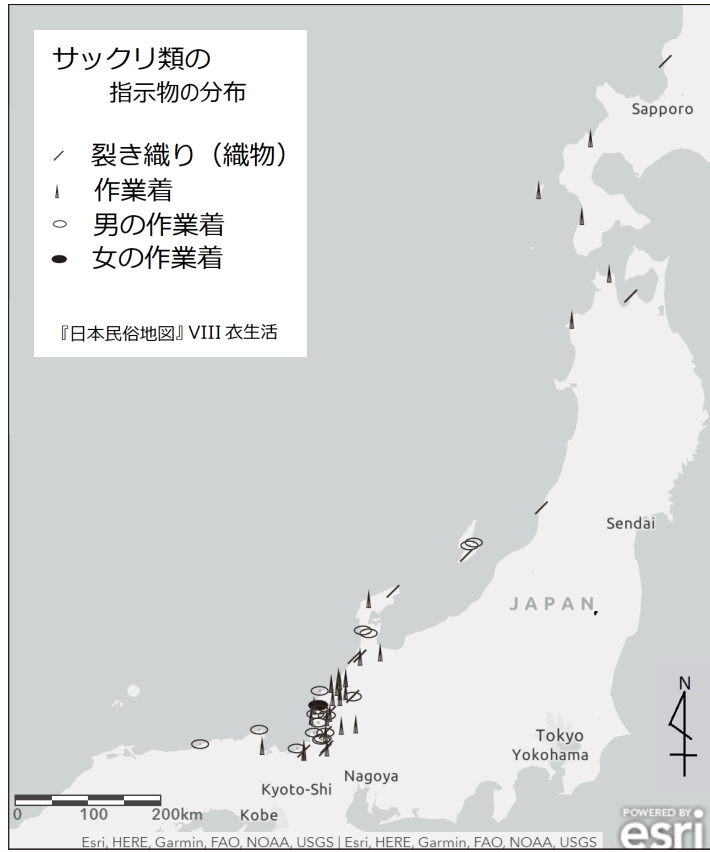 サックリ類の
指示物の分布
裂き織り（織物）
作業着
男の作業着
女の作業着
『日本民俗地図』VIII 衣生活
Sapporo
Sendai
JAPAN
N
Tokyo
Yokohama
Nagoya
Kyoto-Shi
Kobe
0 100 200km
POWERED BY
esri
Esri, HERE, Garmin, FAO, NOAA, USGS | Esri, HERE, Garmin, FAO, NOAA, USGS